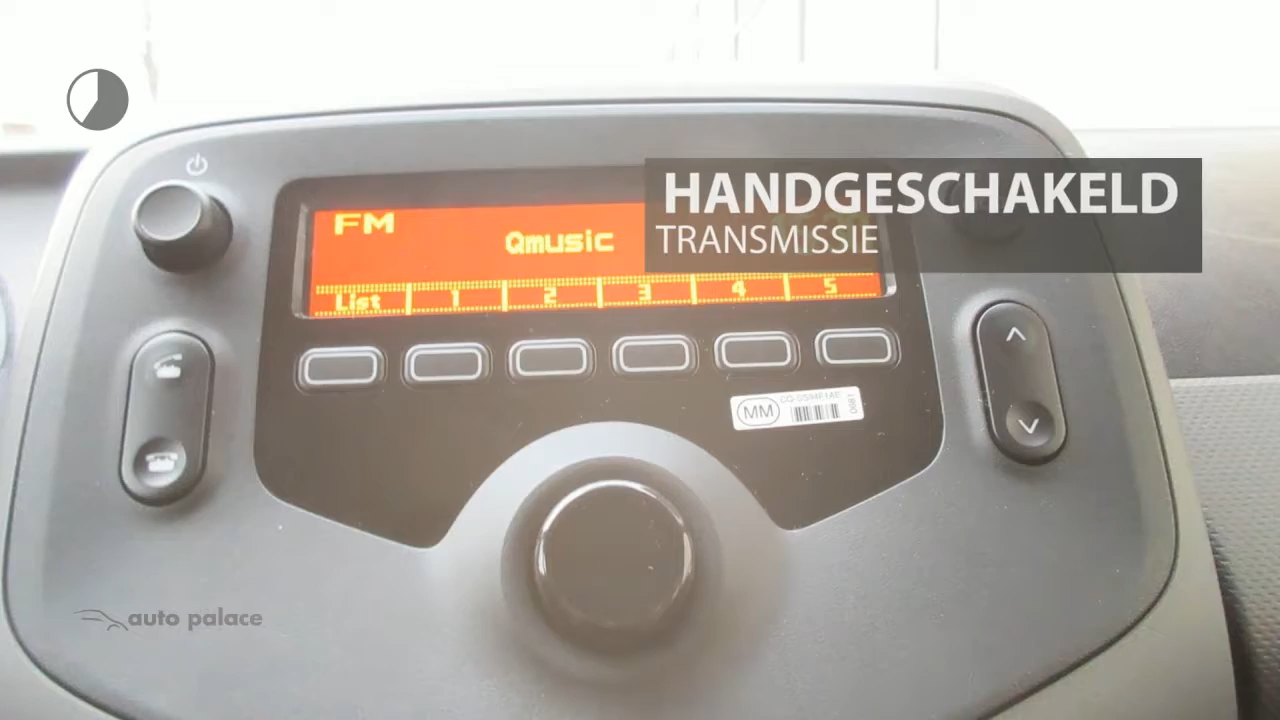 HANDGESCHAKELD
TRANSMISSIE
FM
Qmusic
List 1 2 3 4 5
MM
auto palace